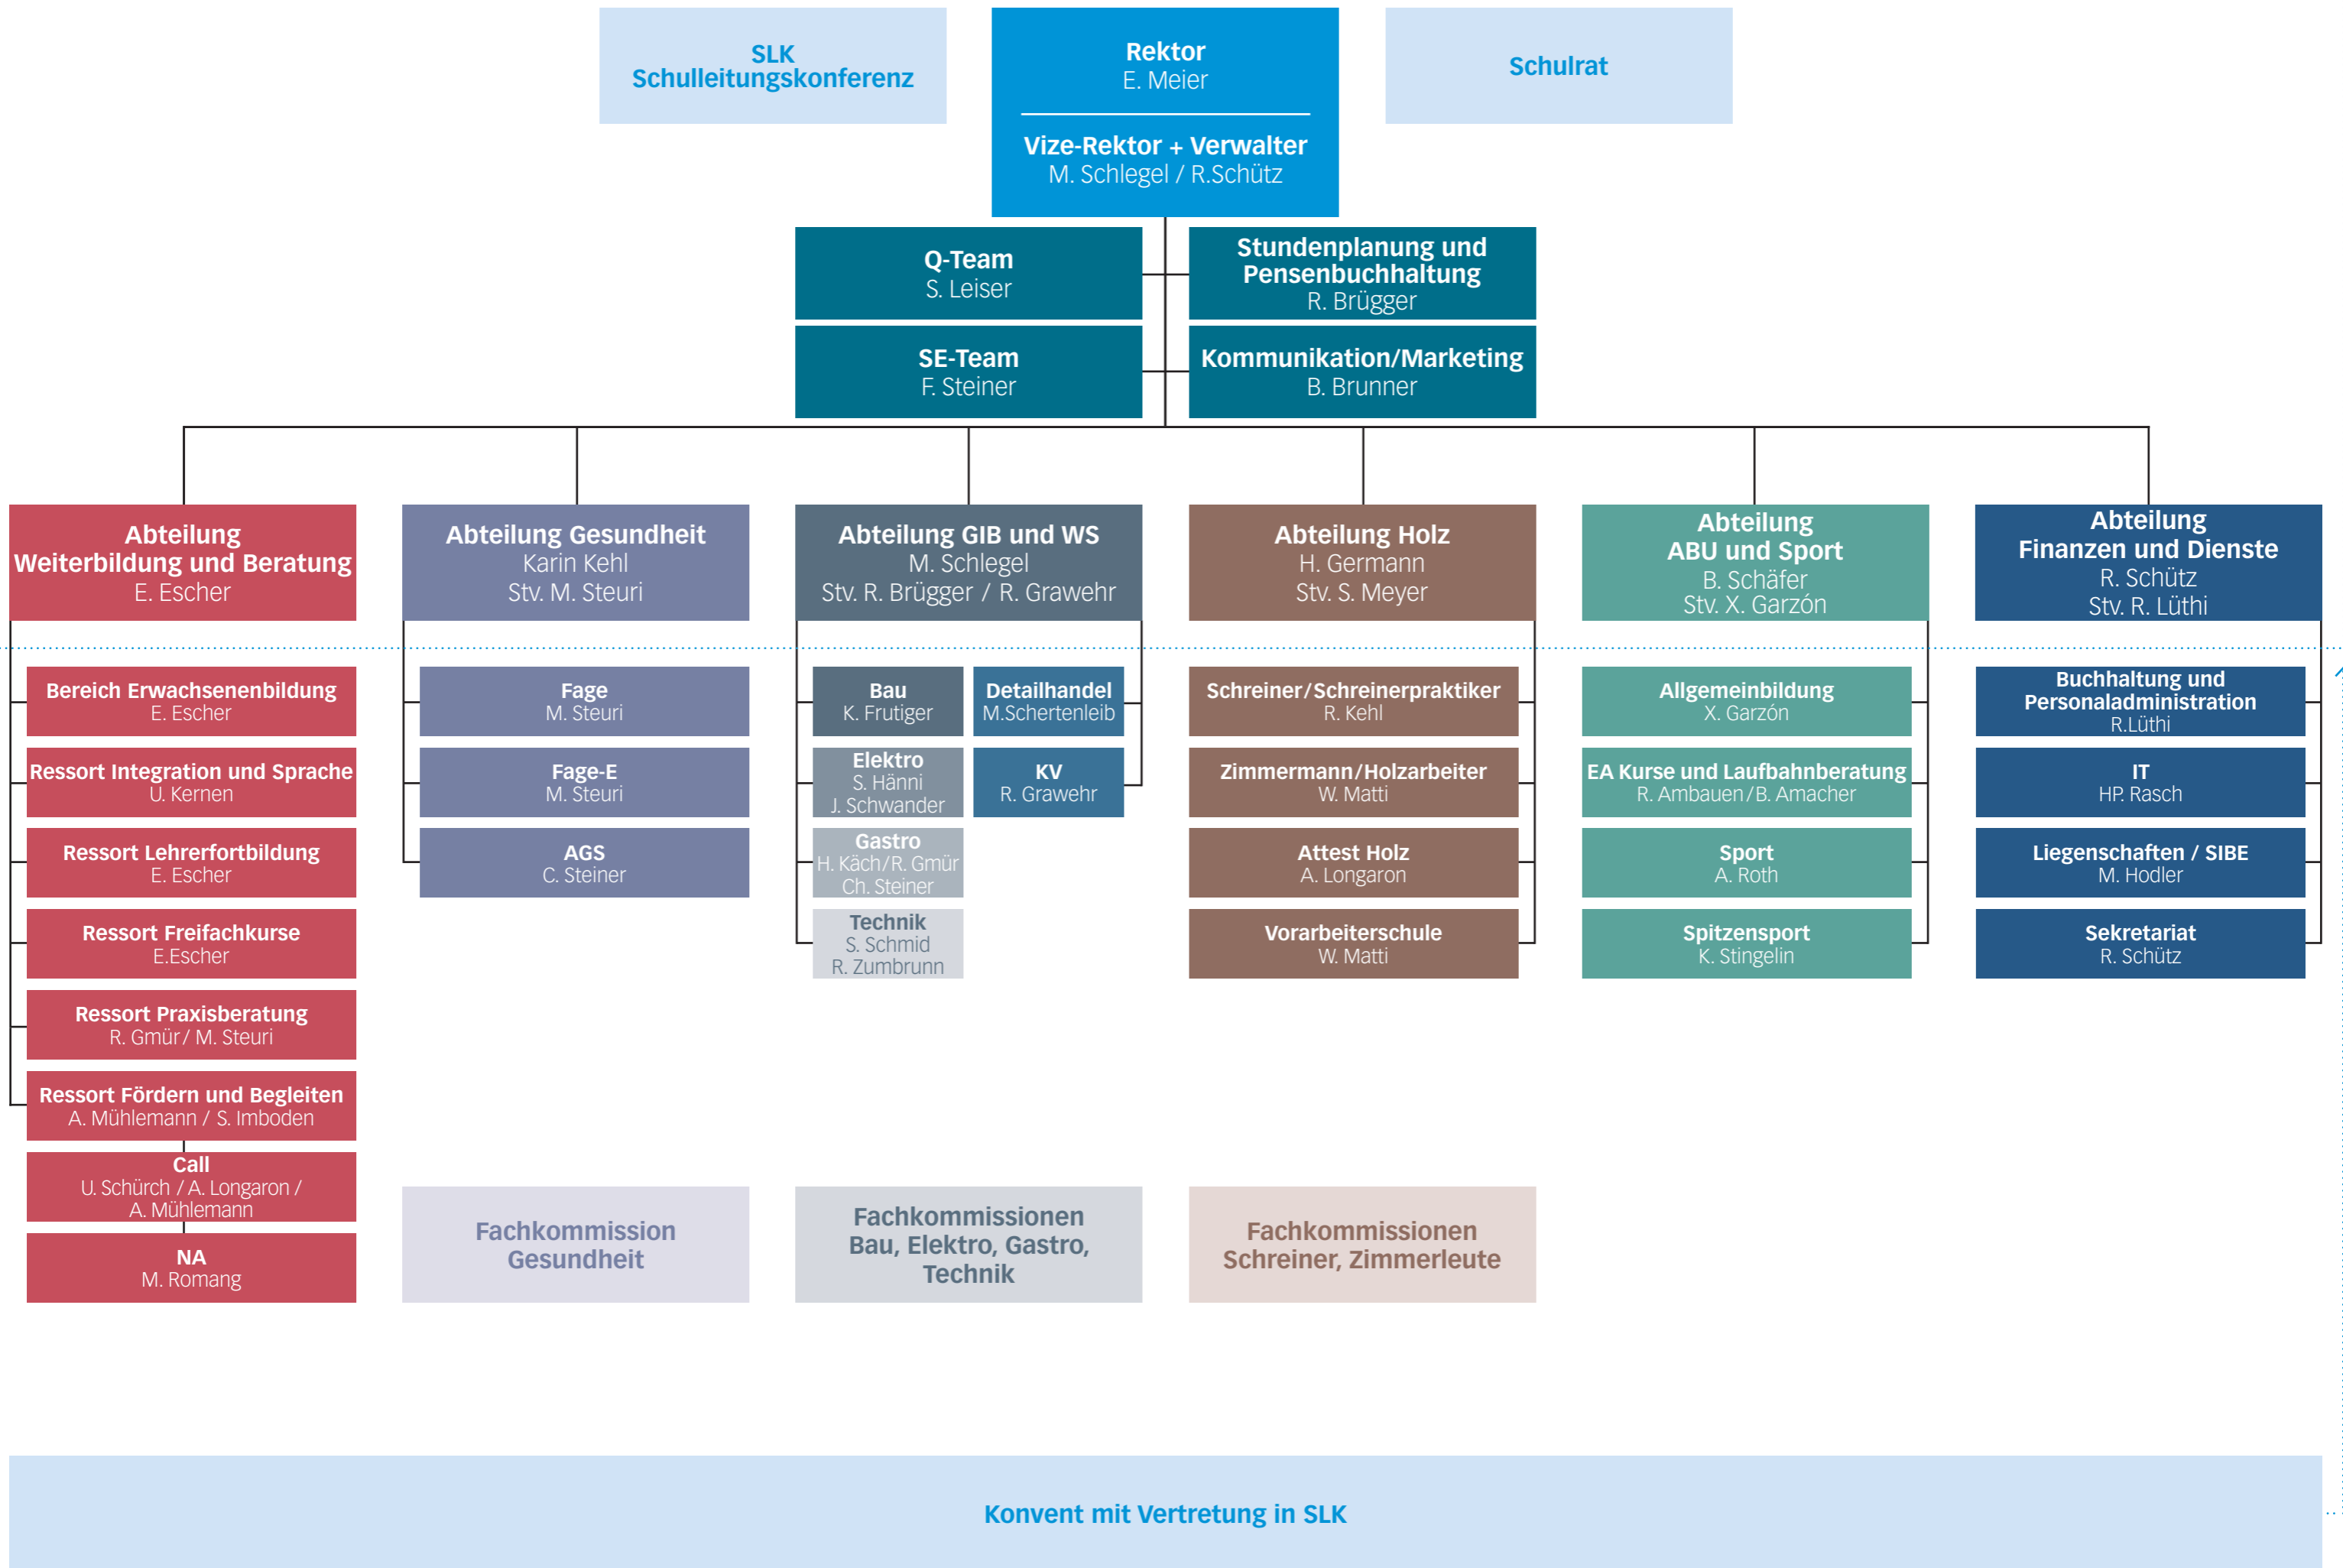 SLK
Schulleitungskonferenz
Rektor
E. Meier
Vize-Rektor + Verwalter
M. Schlegel / R.Schütz
Schulrat
Q-Team
S. Leiser
Stundenplanung und
Pensenbuchhaltung
R. Brügger
SE-Team
F. Steiner
Kommunikation/Marketing
B. Brunner
Abteilung
Weiterbildung und Beratung
E. Escher
Abteilung Gesundheit
Karin Kehl
Stv. M. Steuri
Abteilung GIB und WS
M. Schlegel
Stv. R. Brügger / R. Grawehr
Abteilung Holz
H. Germann
Stv. S. Meyer
Abteilung
ABU und Sport
B. Schäfer
Stv. X. Garzón
Abteilung
Finanzen und Dienste
R. Schütz
Stv. R. Lüthi
Bereich Erwachsenenbildung
E. Escher
Ressort Integration und Sprache
U. Kernen
Ressort Lehrerfortbildung
E. Escher
Ressort Freifachkurse
E.Escher
Ressort Praxisberatung
R. Gmür/ M. Steuri
Ressort Fördern und Begleiten
A. Mühlemann / S. Imboden
Call
U. Schürch / A. Longaron /
A. Mühlemann
NA
M. Romang
Fage
M. Steuri
Fage-E
M. Steuri
AGS
C. Steiner
Bau
K. Frutiger
Elektro
S. Hänni
J. Schwander
Gastro
H. Käch/R. Gmür
Ch. Steiner
Technik
S. Schmid
R. Zumbrunn
Detailhandel
M.Schertenleib
KV
R. Grawehr
Schreiner/Schreinerpraktiker
R. Kehl
Zimmermann/Holzarbeiter
W. Matti
Attest Holz
A. Longaron
Vorarbeiterschule
W. Matti
Allgemeinbildung
X. Garzón
EA Kurse und Laufbahnberatung
R. Ambauen/B. Amacher
Sport
A. Roth
Spitzensport
K. Stingelin
Buchhaltung und
Personaladministration
R.Lüthi
IT
HP. Rasch
Liegenschaften / SIBE
M. Hodler
Sekretariat
R. Schütz
Fachkommission
Gesundheit
Fachkommissionen
Bau, Elektro, Gastro,
Technik
Fachkommissionen
Schreiner, Zimmerleute
Konvent mit Vertretung in SLK